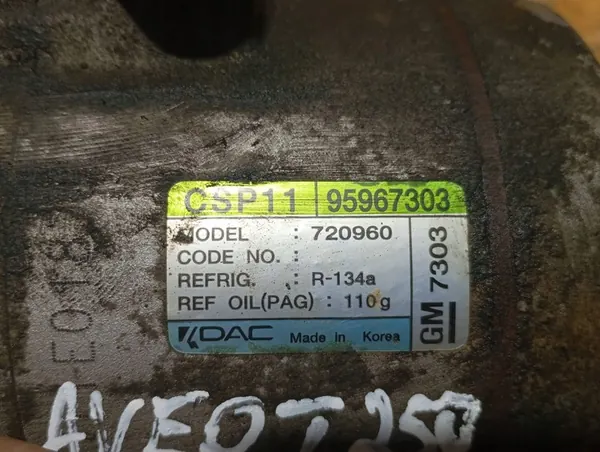 CSP11 95967303
MODEL : 720960
CODE NO. :
REFRIG. : R-134a
REF OIL(PAG) : 110g
KDAC Made in Korea
GM 7303
AVEO T250